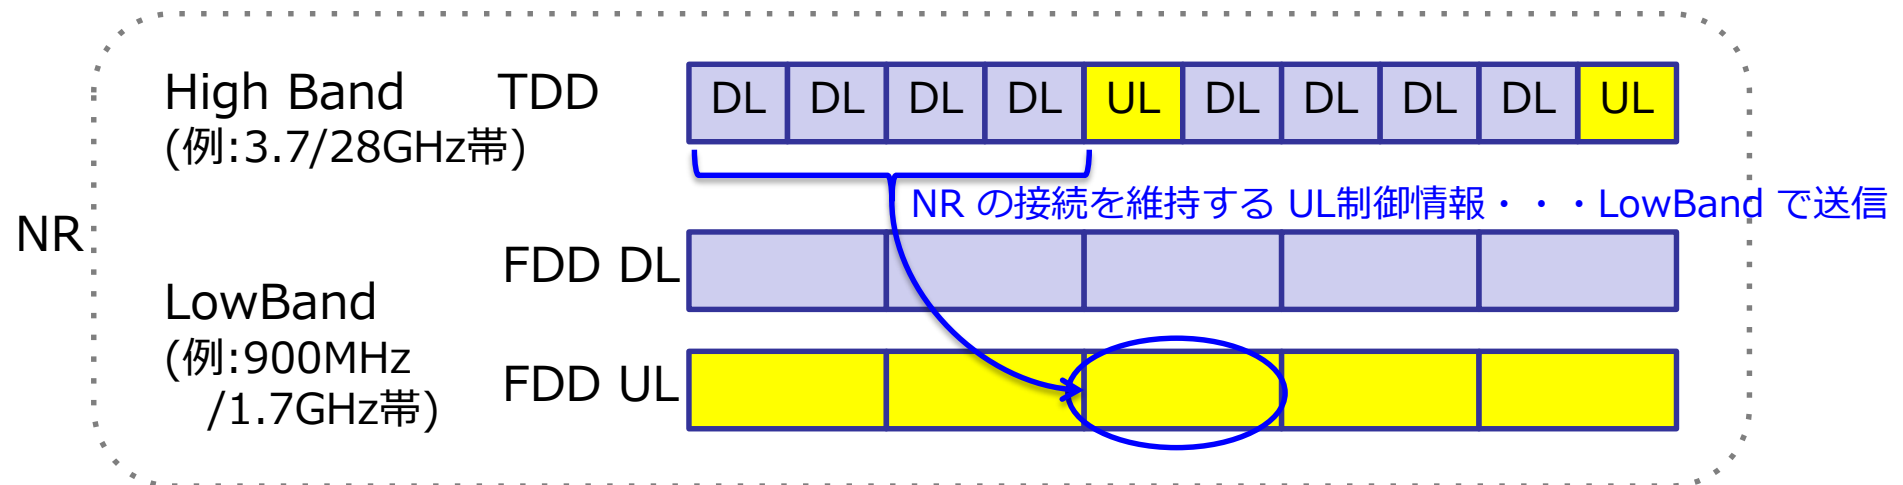 High Band TDD DL DL DL DL UL DL DL DL DL UL
(例:3.7/28GHz帯)
NR の接続を維持する UL制御情報・・・LowBand で送信
NR
FDD DL
LowBand
(例:900MHz
FDD UL
/1.7GHz帯)